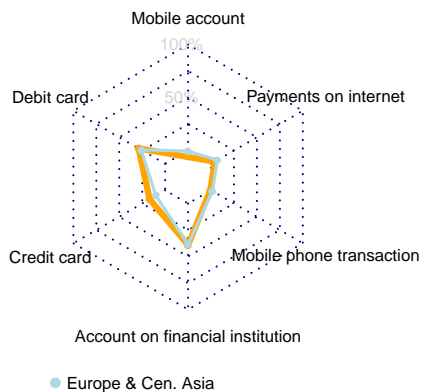 Mobile account
100%
Debit card
50%
Payments on internet
Credit card
Mobile phone transaction
Account on financial institution
Europe & Cen. Asia